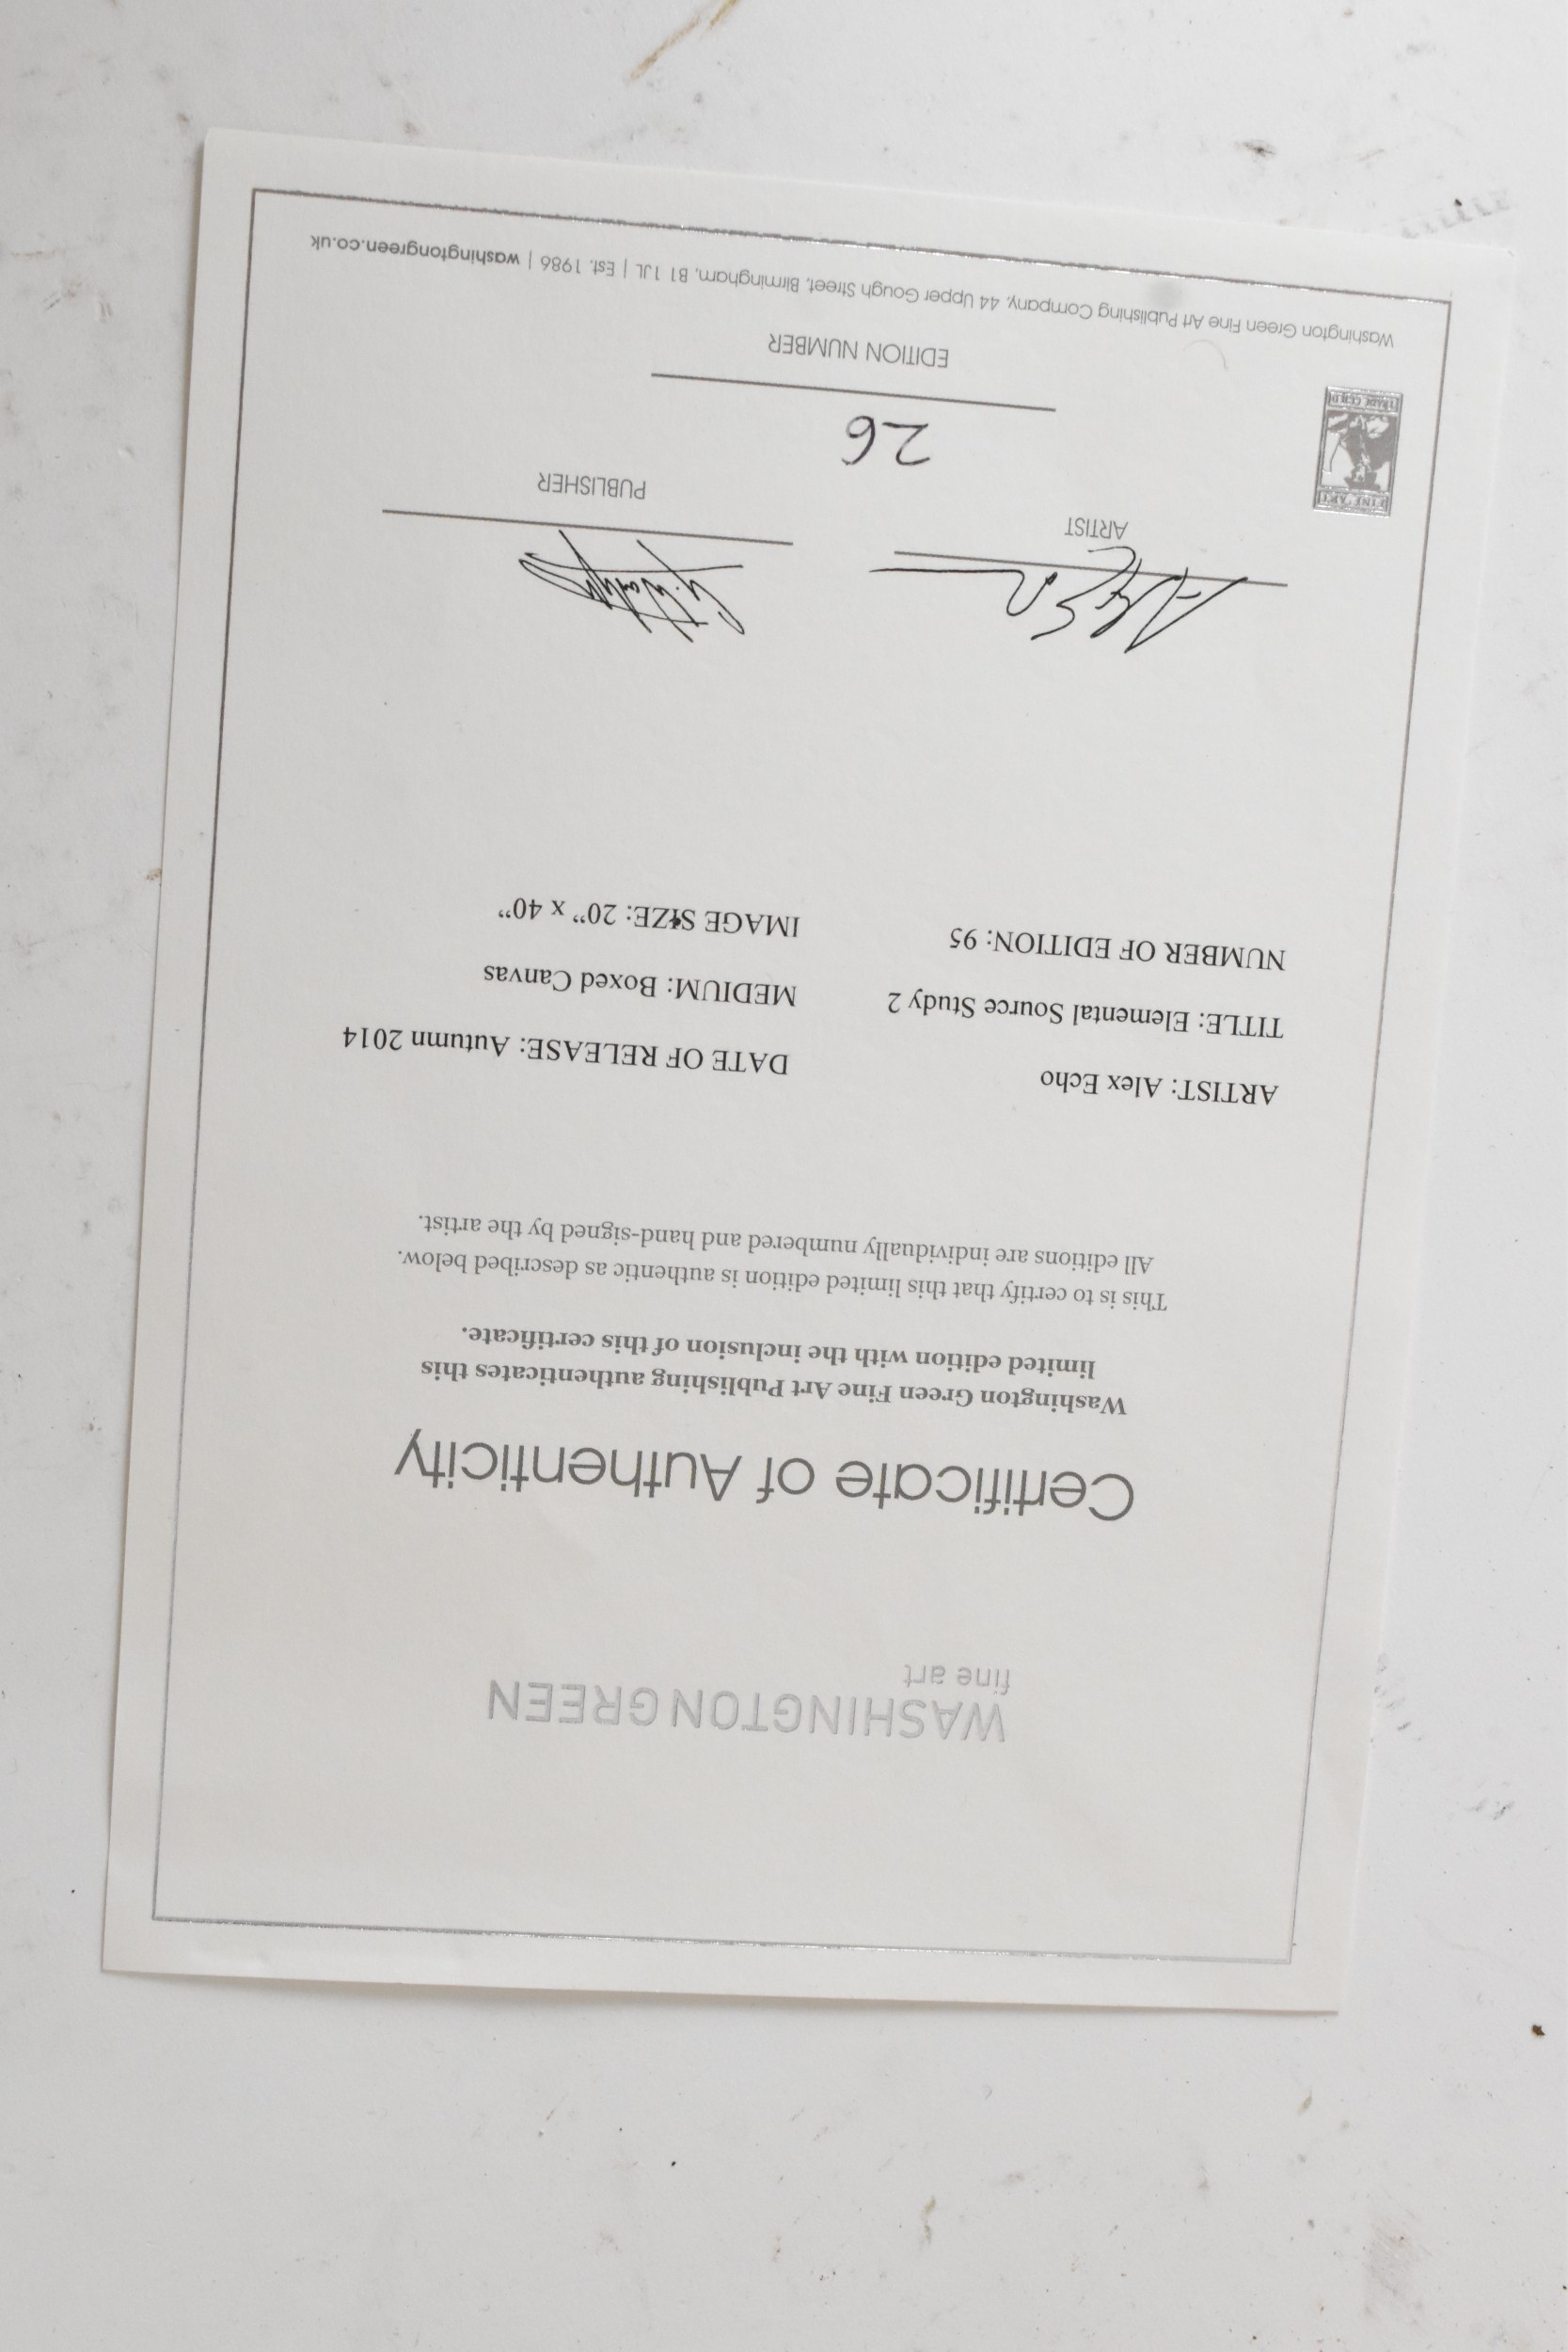 WASHINGTON GREEN
fine art
Certificate of Authenticity
Washington Green Fine Art Publishing authenticates this
limited edition with the inclusion of this certificate.
This is to certify that this limited edition is authentic as described below.
All editions are individually numbered and hand-signed by the artist.
ARTIST: Alex Echo
DATE OF RELEASE: Autumn 2014
TITLE: Elemental Source Study 2
MEDIUM: Boxed Canvas
NUMBER OF EDITION: 95
IMAGE SIZE: 20” x 40”
ARTIST
PUBLISHER
26
EDITION NUMBER
FINE ART
TRADE GUILD
Washington Green Fine Art Publishing Company, 44 Upper Gough Street, Birmingham, B1 1JL | Est. 1986 | washingtongreen.co.uk